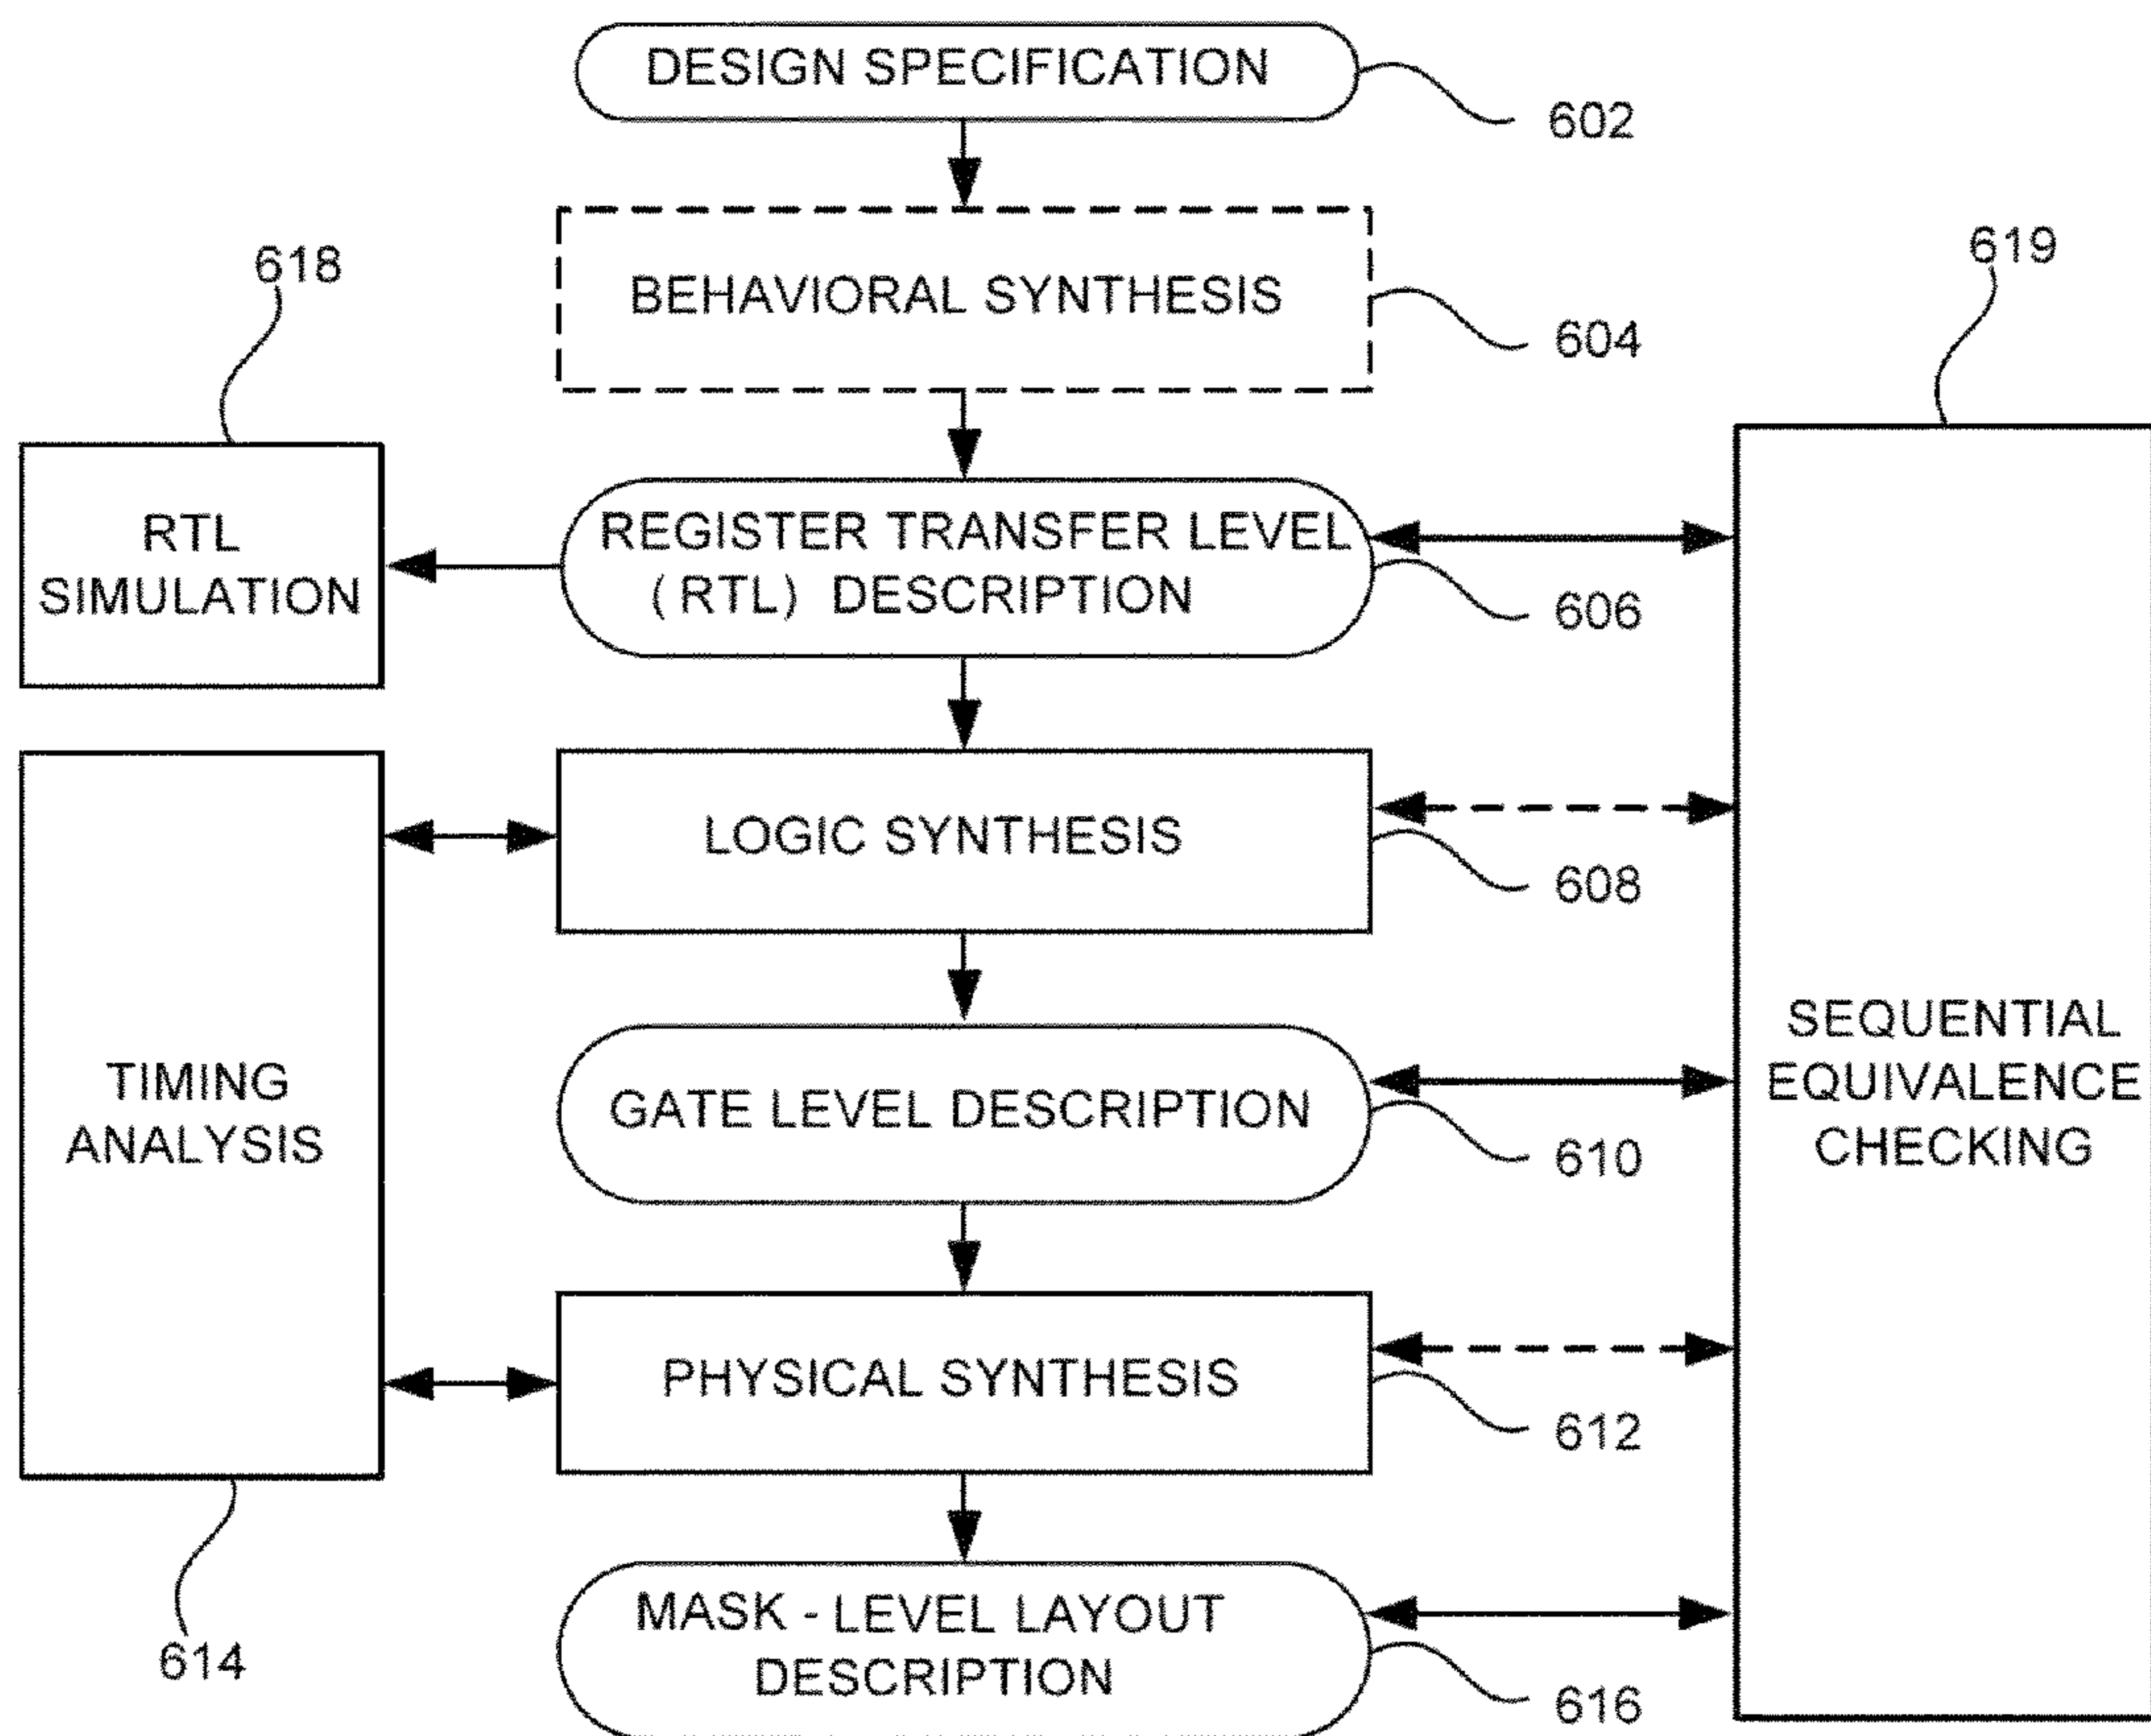 DESIGN SPECIFICATION
602
BEHAVIORAL SYNTHESIS
604
618
619
RTL
SIMULATION
REGISTER TRANSFER LEVEL
( RTL) DESCRIPTION
606
LOGIC SYNTHESIS
608
TIMING
ANALYSIS
GATE LEVEL DESCRIPTION
610
SEQUENTIAL
EQUIVALENCE
CHECKING
PHYSICAL SYNTHESIS
612
614
MASK - LEVEL LAYOUT
DESCRIPTION
616